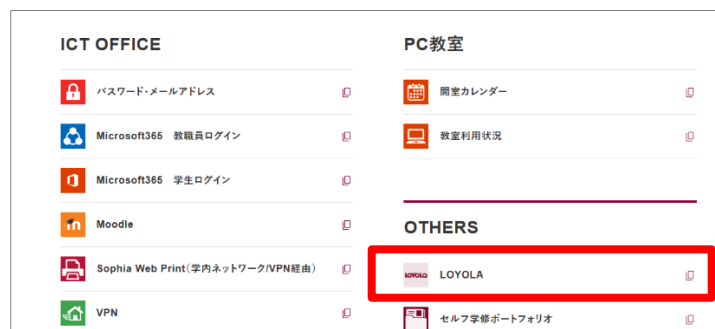 ICT OFFICE
パスワード・メールアドレス
Microsoft365　教職員ログイン
Microsoft365　学生ログイン
Moodle
Sophia Web Print（学内ネットワーク/VPN経由）
VPN
PC教室
開室カレンダー
教室利用状況
OTHERS
LOYOLA
LOYOLA
セルフ学修ポートフォリオ